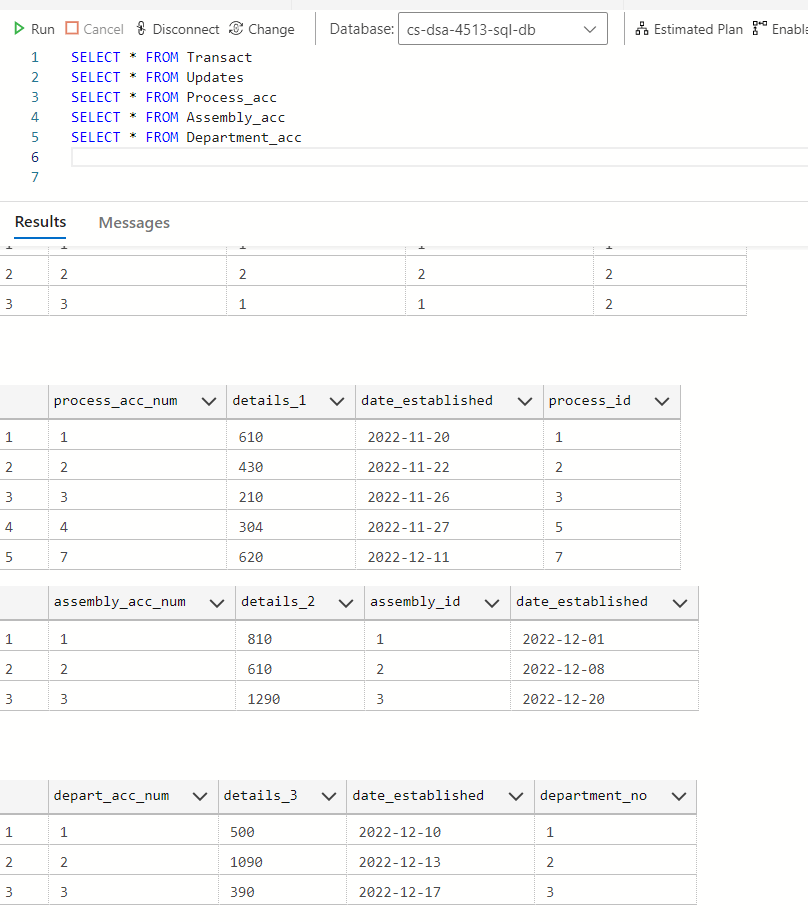 Run Cancel Disconnect Change Database: cs-dsa-4513-sql-db Estimated Plan Enable
1 SELECT * FROM Transact
2 SELECT * FROM Updates
3 SELECT * FROM Process_acc
4 SELECT * FROM Assembly_acc
5 SELECT * FROM Department_acc
6
7
Results Messages
1 1 1 1 1
2 2 2 2 2
3 3 1 1 2
process_acc_num details_1 date_established process_id
1 1 610 2022-11-20 1
2 2 430 2022-11-22 2
3 3 210 2022-11-26 3
4 4 304 2022-11-27 5
5 7 620 2022-12-11 7
assembly_acc_num details_2 assembly_id date_established
1 1 810 1 2022-12-01
2 2 610 2 2022-12-08
3 3 1290 3 2022-12-20
depart_acc_num details_3 date_established department_no
1 1 500 2022-12-10 1
2 2 1090 2022-12-13 2
3 3 390 2022-12-17 3